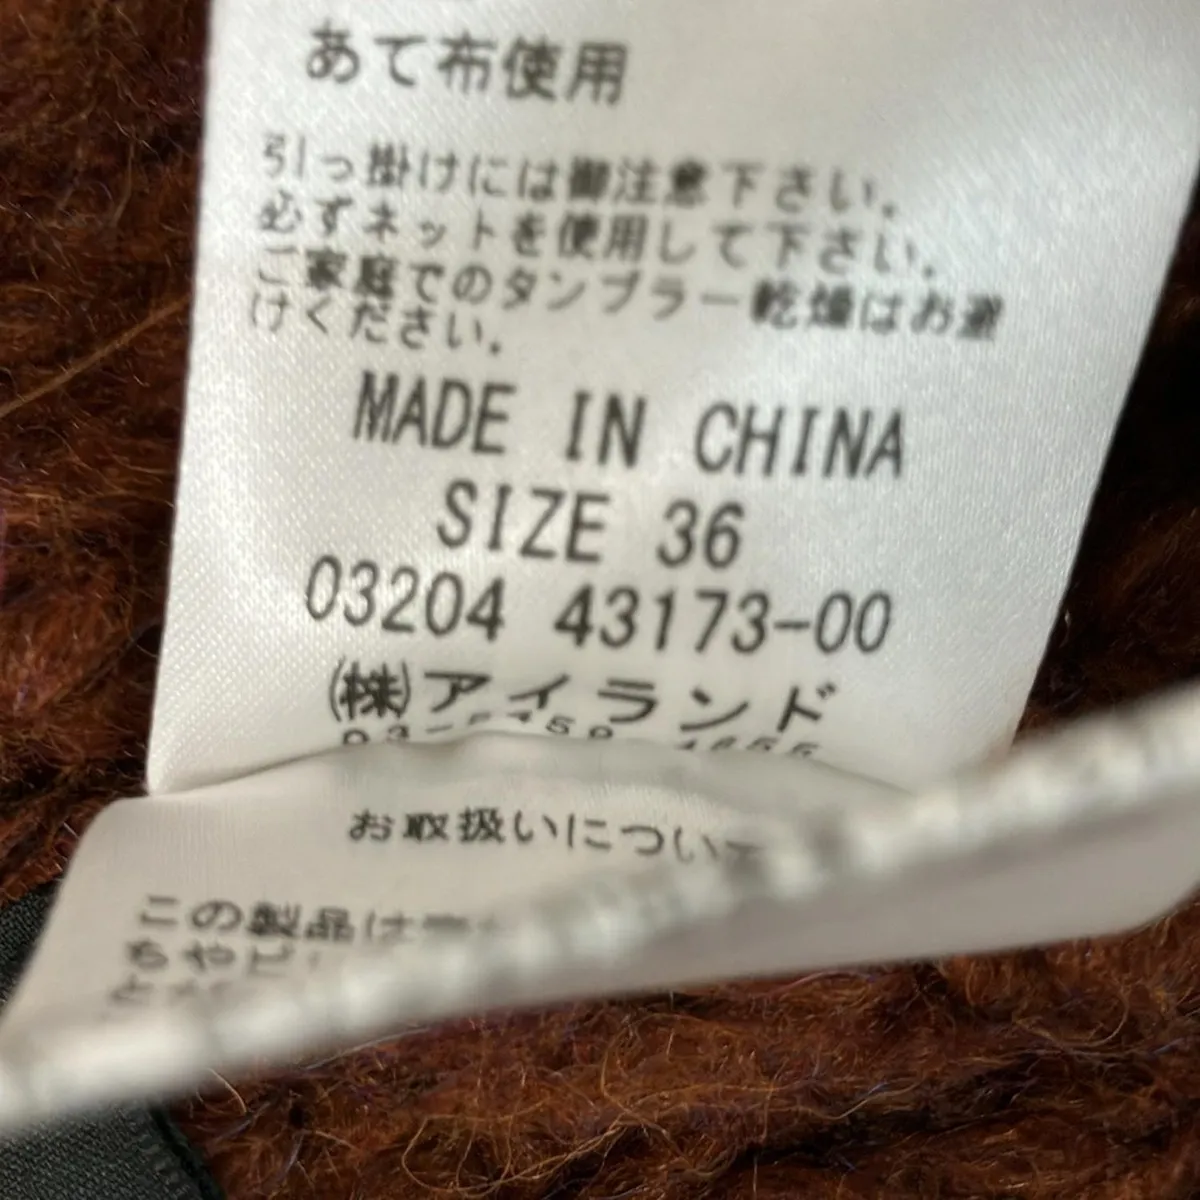 あて布使用
引っ掛けには御注意下さい。
必ずネットを使用して下さい。
ご家庭でのタンブラー乾燥はお避
けください。
MADE IN CHINA
SIZE 36
03204 43173-00
㈱アイランド
お取扱いについて
この製品は